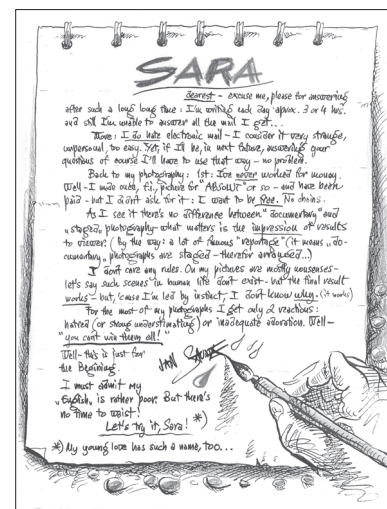 SARA
dearest – excuse me, please for answering
after such a long long time : I'm writing each day aprox. 3 or 4 hrs.
and still I'm unable to answer all the mail I get...
More : I do hate electronic mail – I consider it very strange,
unpersonal, too easy. Yet, if I'll be, in next future, answering your
questions of course I'll have to use that way – no problem.
Back to my photography : 1st : I've never worked for money.
Well – I made once, f.i., picture for "ABSOLUT" or so – and have been
paid – but I didn't ask for it : I want to be free. No chains.
As I see it there's no difference between „documentary" and
„staged„ photography – what matters is the impression of results
to viewer. (by the way : a lot of famous "reportage" (it means „do-
cumentary„ photographs are staged – therefor arranged...)
I don't care any rules. On my pictures are mostly nonsenses –
let's say such scenes in human life don't exist – but the final result
works – but, 'cause I'm led by instinct, I don't know why. (it works)
For the most of my photographs I get only 2 reactions :
hatred (or strong understimating) or inadequate adoration. Well –
"you can't win them all!"
Well – this is just for
the Begining.
I must admit my
„English„ is rather poor. But there's
no time to waist!
Let's try it, Sara! *)
*) My young love has such a name, too...